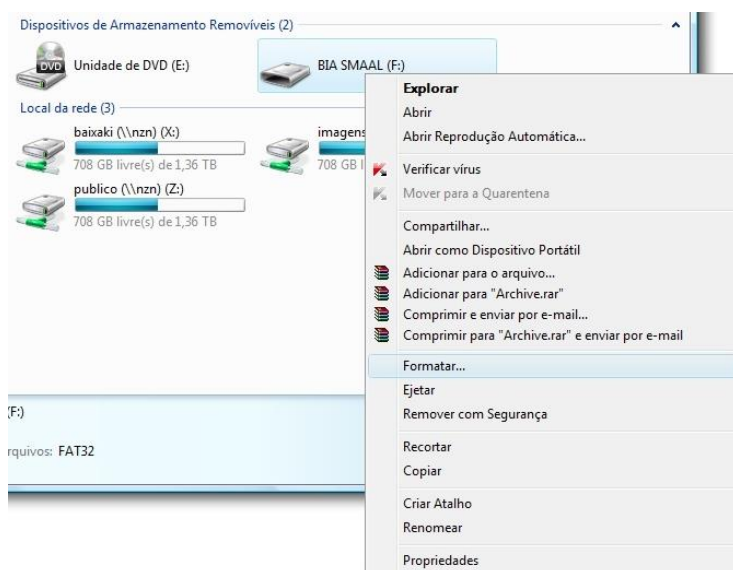 Dispositivos de Armazenamento Removíveis (2)
DVD
Unidade de DVD (E:)
BIA SMAAL (F:)
Local da rede (3)
baixaki (\\nzn) (X:)
708 GB livre(s) de 1,36 TB
imagens
708 GB l
publico (\\nzn) (Z:)
708 GB livre(s) de 1,36 TB
(F:)
rquivos: FAT32
Explorar
Abrir
Abrir Reprodução Automática...
Verificar vírus
Mover para a Quarentena
Compartilhar...
Abrir como Dispositivo Portátil
Adicionar para o arquivo...
Adicionar para "Archive.rar"
Comprimir e enviar por e-mail...
Comprimir para "Archive.rar" e enviar por e-mail
Formatar...
Ejetar
Remover com Segurança
Recortar
Copiar
Criar Atalho
Renomear
Propriedades